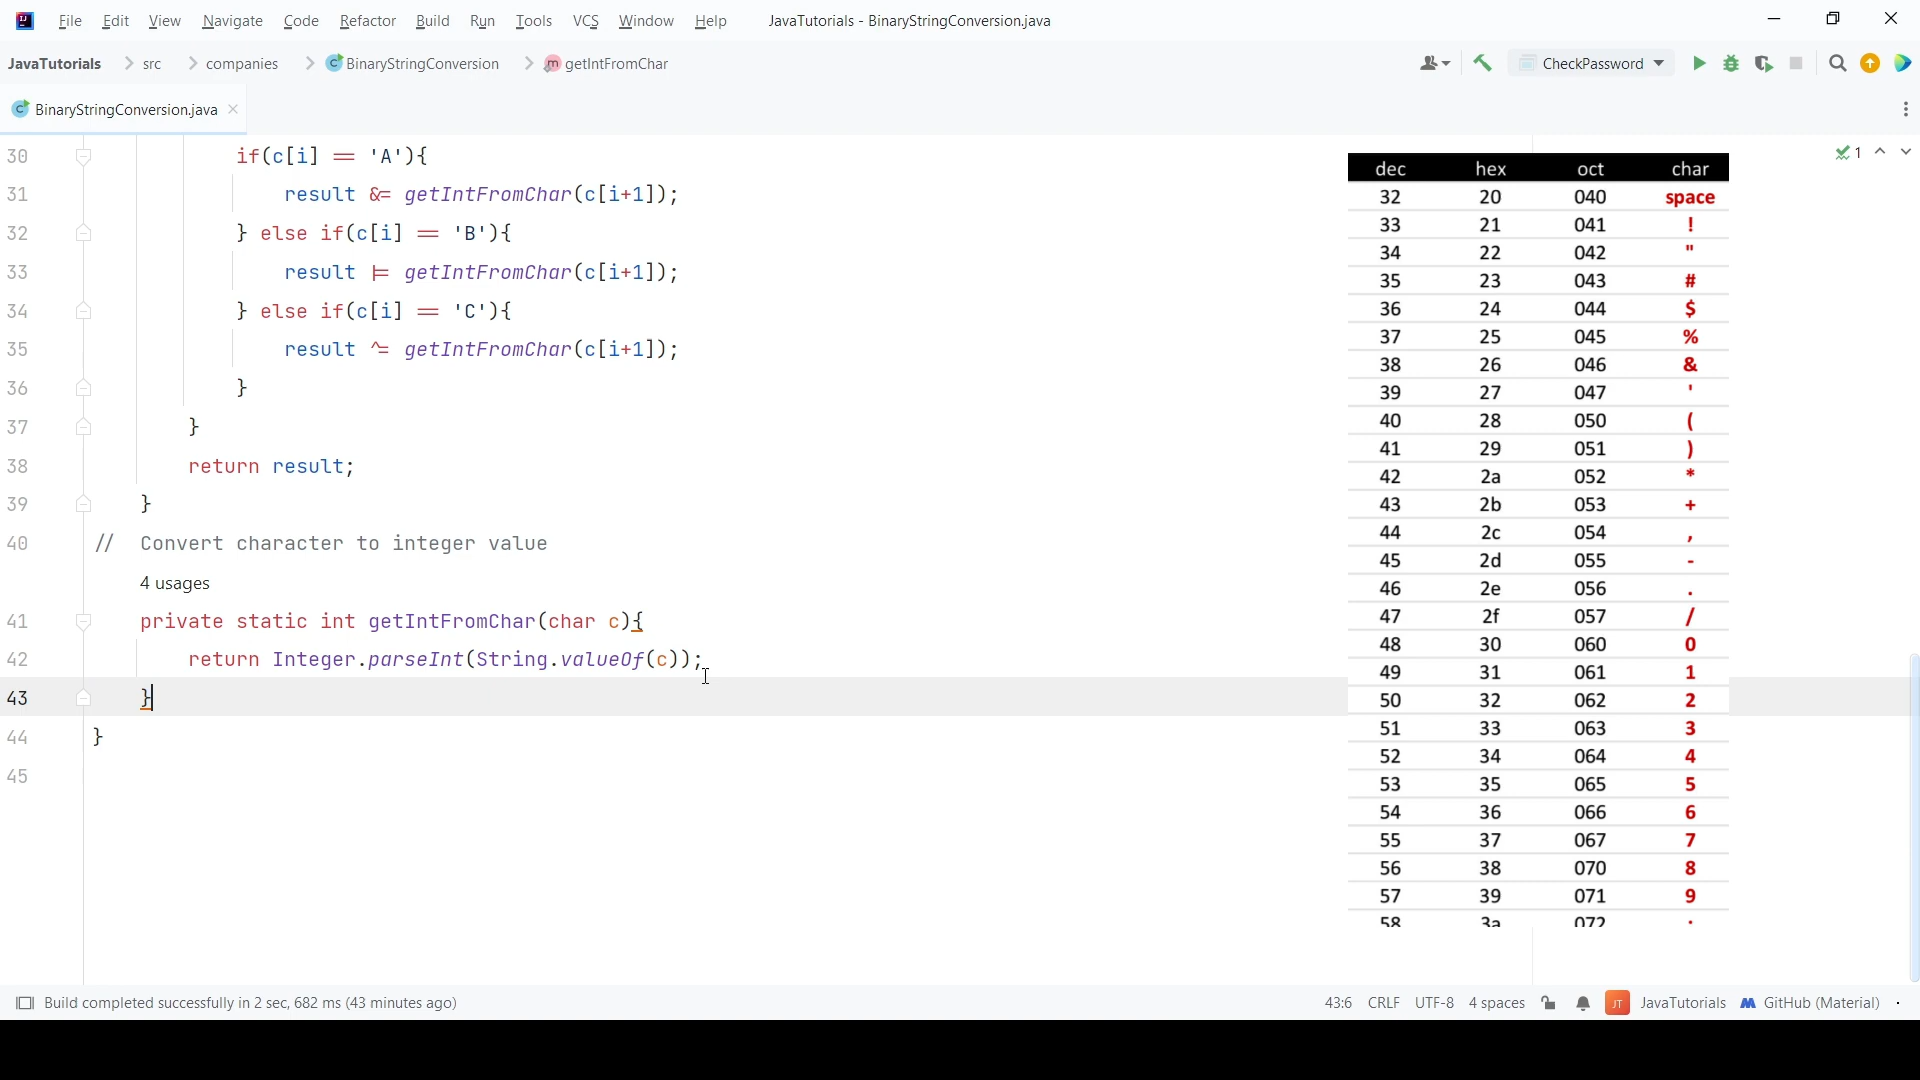 File Edit View Navigate Code Refactor Build Run Tools VCS Window Help JavaTutorials - BinaryStringConversion.java
JavaTutorials src companies BinaryStringConversion getIntFromChar CheckPassword
BinaryStringConversion.java
30 if(c[i] == 'A'){
31 result &= getIntFromChar(c[i+1]);
32 } else if(c[i] == 'B'){
33 result |= getIntFromChar(c[i+1]);
34 } else if(c[i] == 'C'){
35 result ^= getIntFromChar(c[i+1]);
36 }
37 }
38 return result;
39 }
40 // Convert character to integer value
4 usages
41 private static int getIntFromChar(char c){
42 return Integer.parseInt(String.valueOf(c));
43 }
44 }
45
1
dec hex oct char
32 20 040 space
33 21 041 !
34 22 042 "
35 23 043 #
36 24 044 $
37 25 045 %
38 26 046 &
39 27 047 '
40 28 050 (
41 29 051 )
42 2a 052 *
43 2b 053 +
44 2c 054 ,
45 2d 055 -
46 2e 056 .
47 2f 057 /
48 30 060 0
49 31 061 1
50 32 062 2
51 33 063 3
52 34 064 4
53 35 065 5
54 36 066 6
55 37 067 7
56 38 070 8
57 39 071 9
58 3a 072
Build completed successfully in 2 sec, 682 ms (43 minutes ago) 43:6 CRLF UTF-8 4 spaces JT JavaTutorials GitHub (Material)